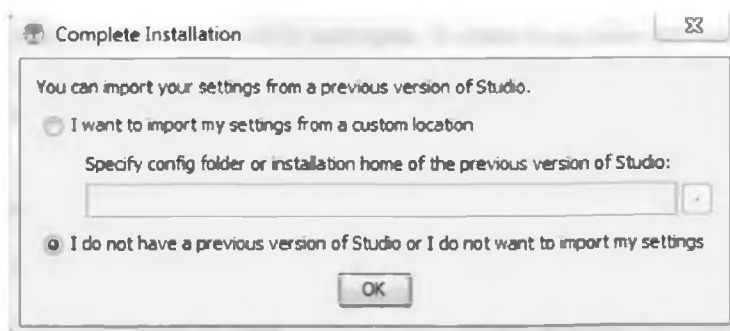 Complete Installation
You can import your settings from a previous version of Studio.
I want to import my settings from a custom location
Specify config folder or installation home of the previous version of Studio:
I do not have a previous version of Studio or I do not want to import my settings
OK